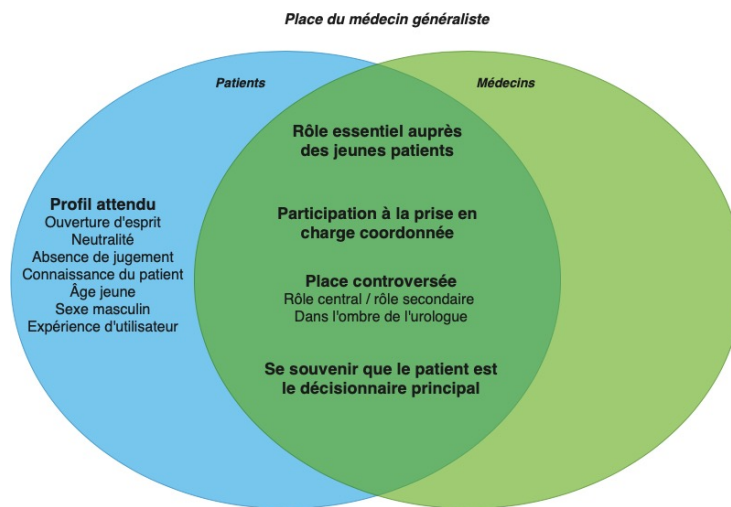 Place du médecin généraliste
Patients
Médecins
Rôle essentiel auprès
des jeunes patients
Profil attendu
Ouverture d'esprit
Neutralité
Absence de jugement
Connaissance du patient
Âge jeune
Sexe masculin
Expérience d'utilisateur
Participation à la prise en
charge coordonnée
Place controversée
Rôle central / rôle secondaire
Dans l'ombre de l'urologue
Se souvenir que le patient est
le décisionnaire principal